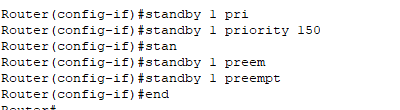 Router(config-if)#standby 1 pri
Router(config-if)#standby 1 priority 150
Router(config-if)#stan
Router(config-if)#standby 1 preem
Router(config-if)#standby 1 preempt
Router(config-if)#end
Router#